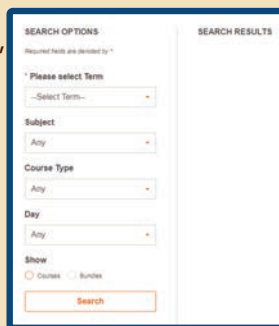 SEARCH OPTIONS
Required fields are denoted by *
* Please select Term
--Select Term--
Subject
Any
Course Type
Any
Day
Any
Show
Courses Bundles
Search
SEARCH RESULTS